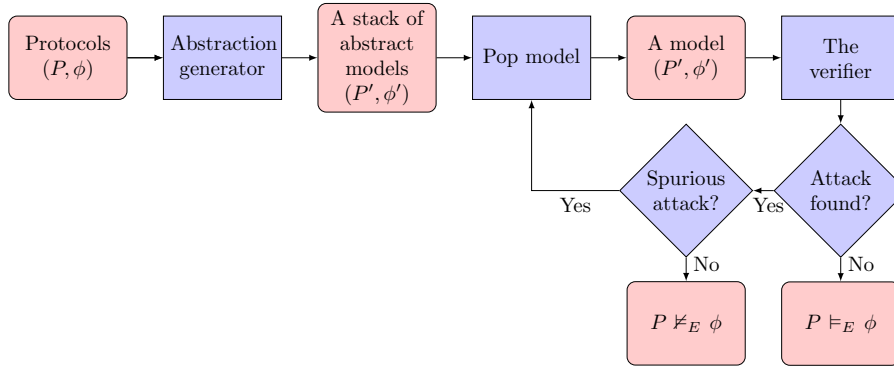 Protocols
(P, ϕ)
Abstraction
generator
A stack of
abstract
models
(P′, ϕ′)
Pop model
A model
(P′, ϕ′)
The
verifier
Spurious
attack?
Attack
found?
Yes
Yes
No
No
P ⊭_E ϕ
P ⊨_E ϕ